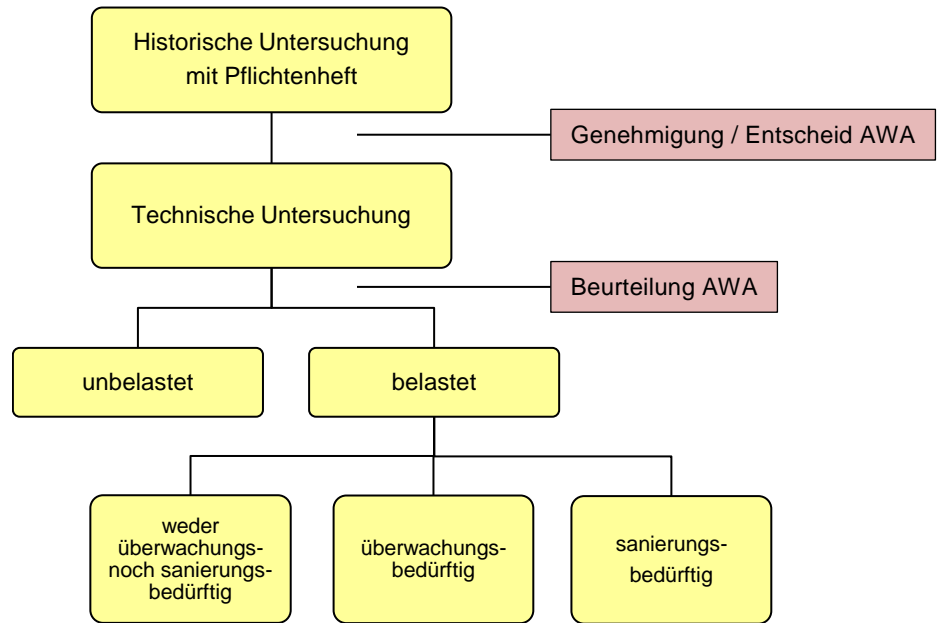 Historische Untersuchung
mit Pflichtenheft
Genehmigung / Entscheid AWA
Technische Untersuchung
Beurteilung AWA
unbelastet
belastet
weder
überwachungs-
noch sanierungs-
bedürftig
überwachungs-
bedürftig
sanierungs-
bedürftig